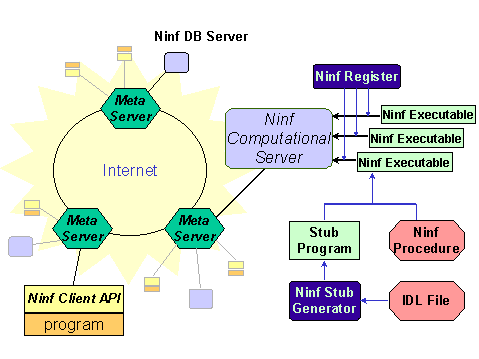 Ninf DB Server
Ninf Register
Meta
Server
Ninf
Computational
Server
Ninf Executable
Ninf Executable
Ninf Executable
Internet
Meta
Server
Meta
Server
Stub
Program
Ninf
Procedure
Ninf Client API
program
Ninf Stub
Generator
IDL File